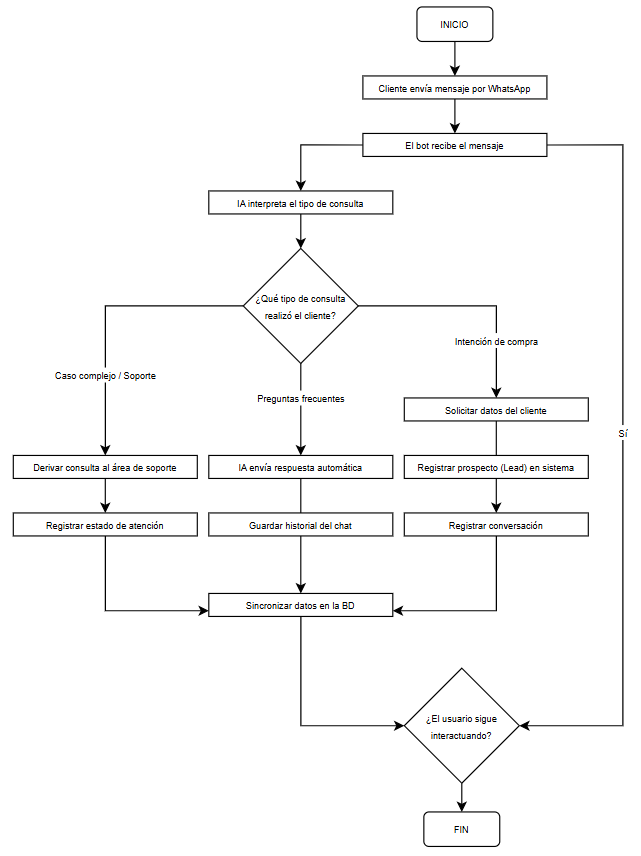 INICIO
Cliente envía mensaje por WhatsApp
El bot recibe el mensaje
IA interpreta el tipo de consulta
¿Qué tipo de consulta
realizó el cliente?
Intención de compra
Caso complejo / Soporte
Preguntas frecuentes
Solicitar datos del cliente
Sí
Derivar consulta al área de soporte
IA envía respuesta automática
Registrar prospecto (Lead) en sistema
Registrar estado de atención
Guardar historial del chat
Registrar conversación
Sincronizar datos en la BD
¿El usuario sigue
interactuando?
FIN